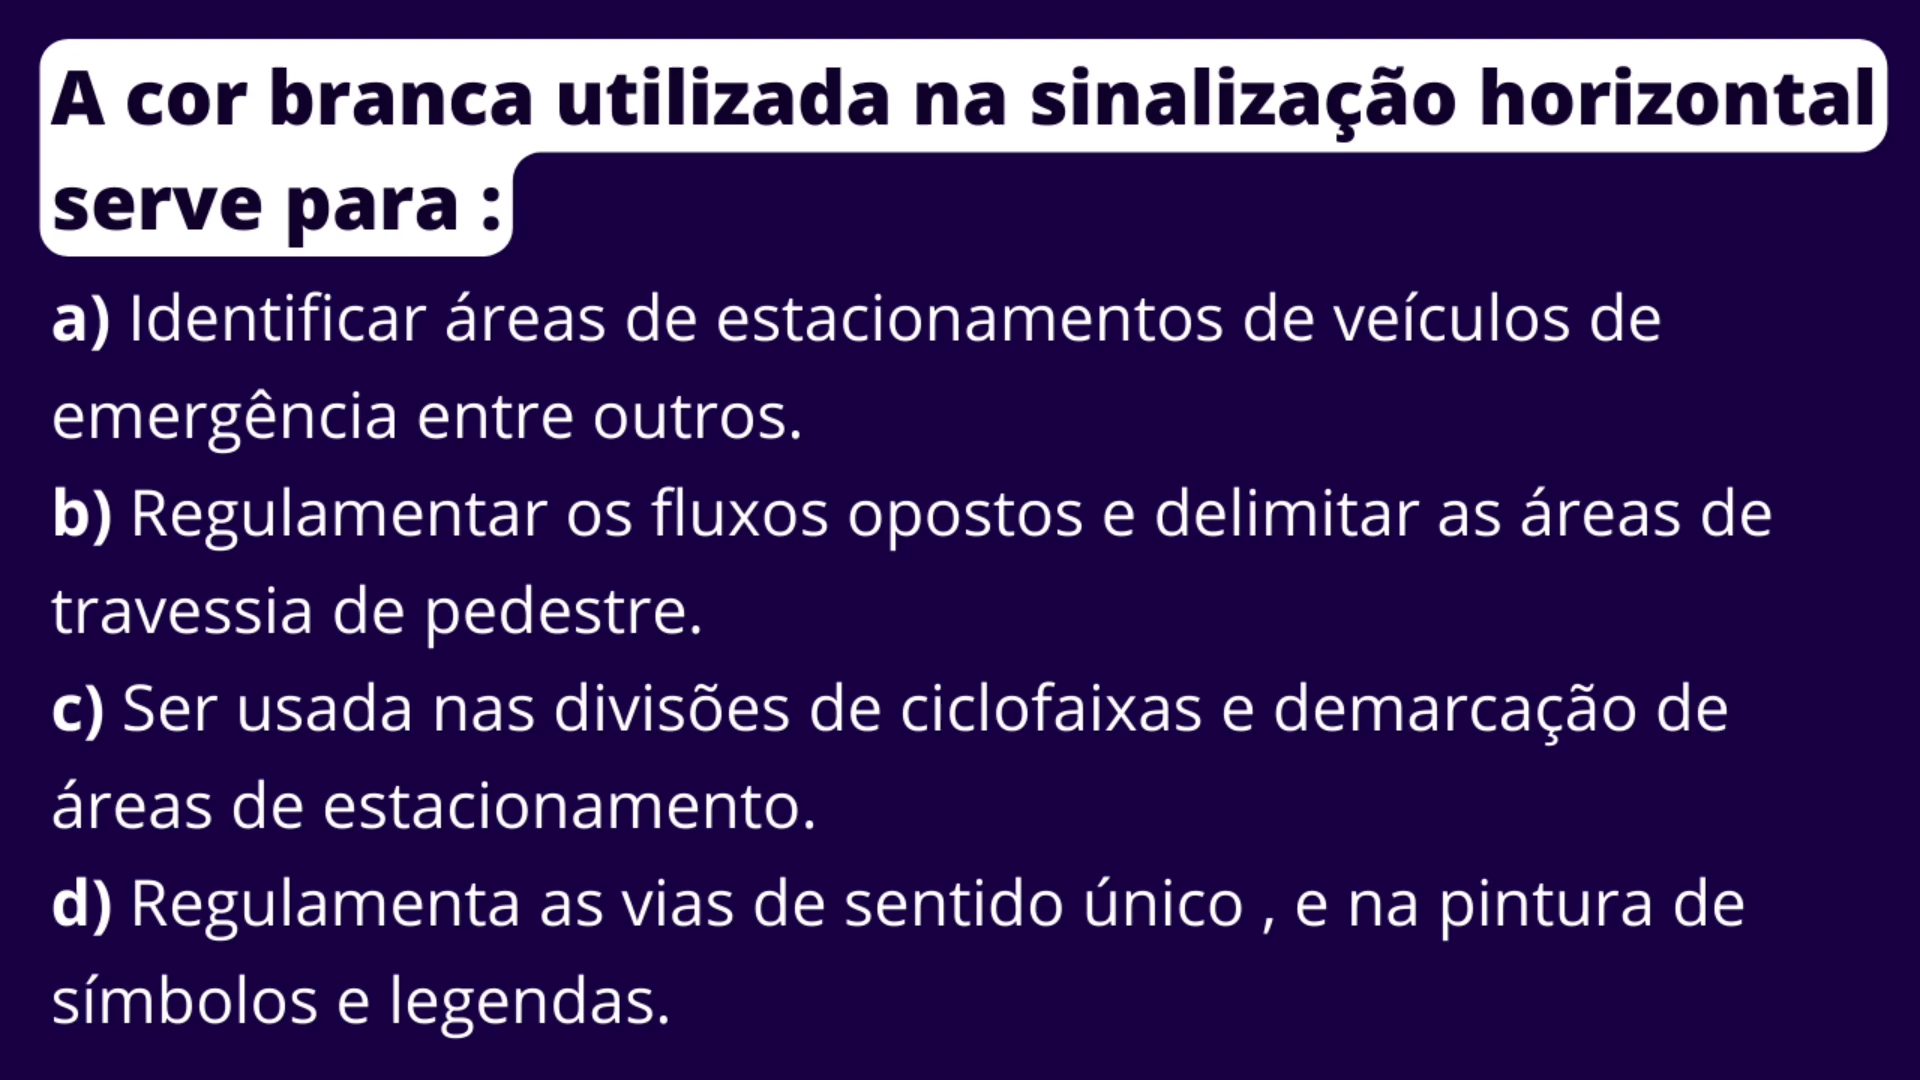 A cor branca utilizada na sinalização horizontal
serve para :
a) Identificar áreas de estacionamentos de veículos de
emergência entre outros.
b) Regulamentar os fluxos opostos e delimitar as áreas de
travessia de pedestre.
c) Ser usada nas divisões de ciclofaixas e demarcação de
áreas de estacionamento.
d) Regulamenta as vias de sentido único , e na pintura de
símbolos e legendas.